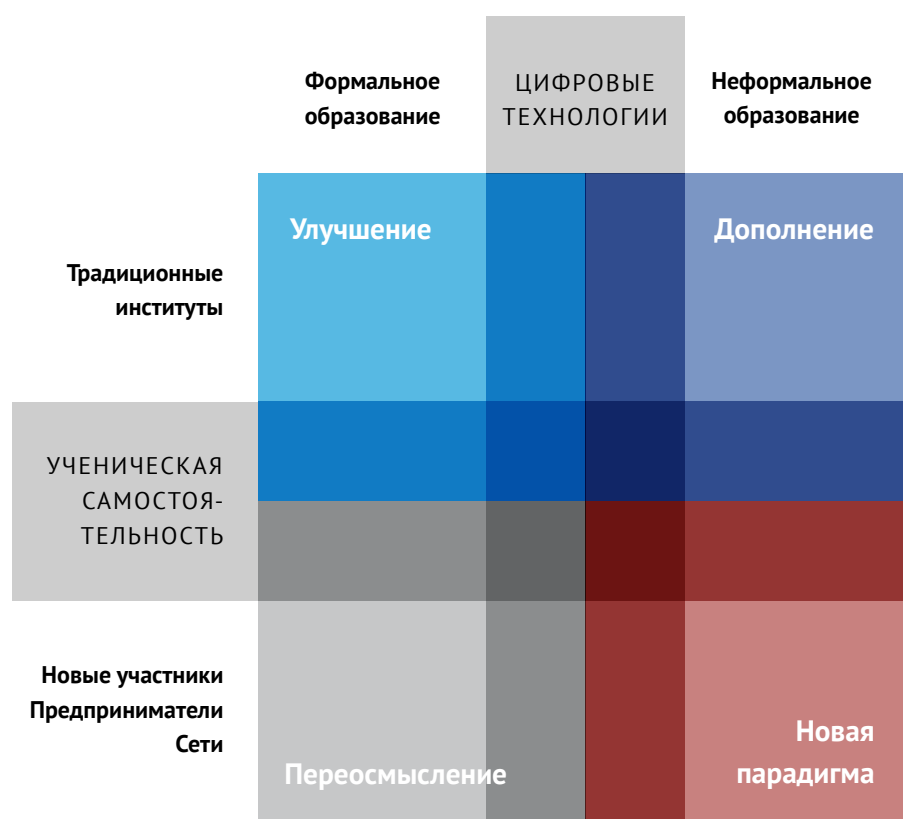 Формальное
образование
ЦИФРОВЫЕ
ТЕХНОЛОГИИ
Неформальное
образование
Улучшение
Дополнение
Традиционные
институты
УЧЕНИЧЕСКАЯ
САМОСТОЯ-
ТЕЛЬНОСТЬ
Новые участники
Предприниматели
Сети
Переосмысление
Новая
парадигма